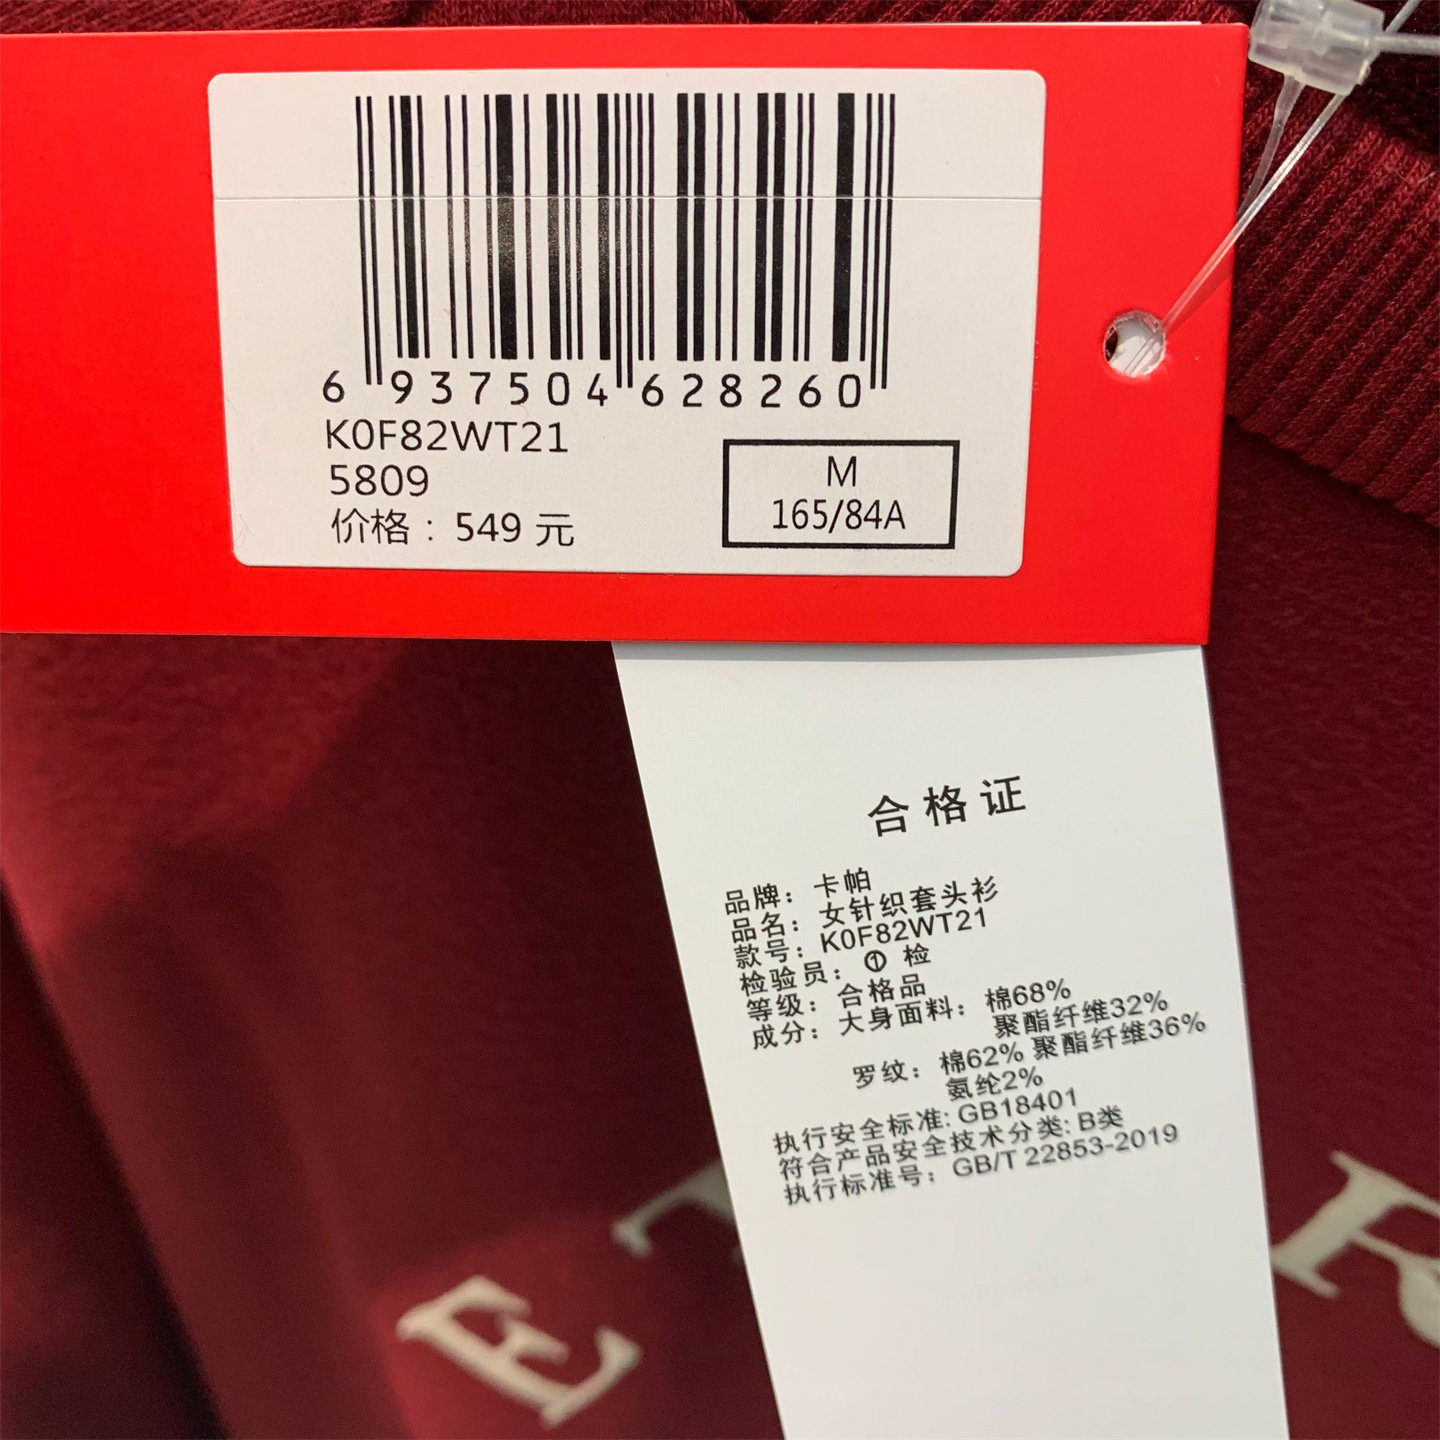 6 937504 628260
K0F82WT21
5809
价格：549 元
M
165/84A
合格证
品牌：卡帕
品名：女针织套头衫
款号：K0F82WT21
检验员：① 检
等级：合格品
成分：大身面料：棉68%
聚酯纤维32%
罗纹：棉62% 聚酯纤维36%
氨纶2%
执行安全标准: GB18401
符合产品安全技术分类: B类
执行标准号：GB/T 22853-2019
E